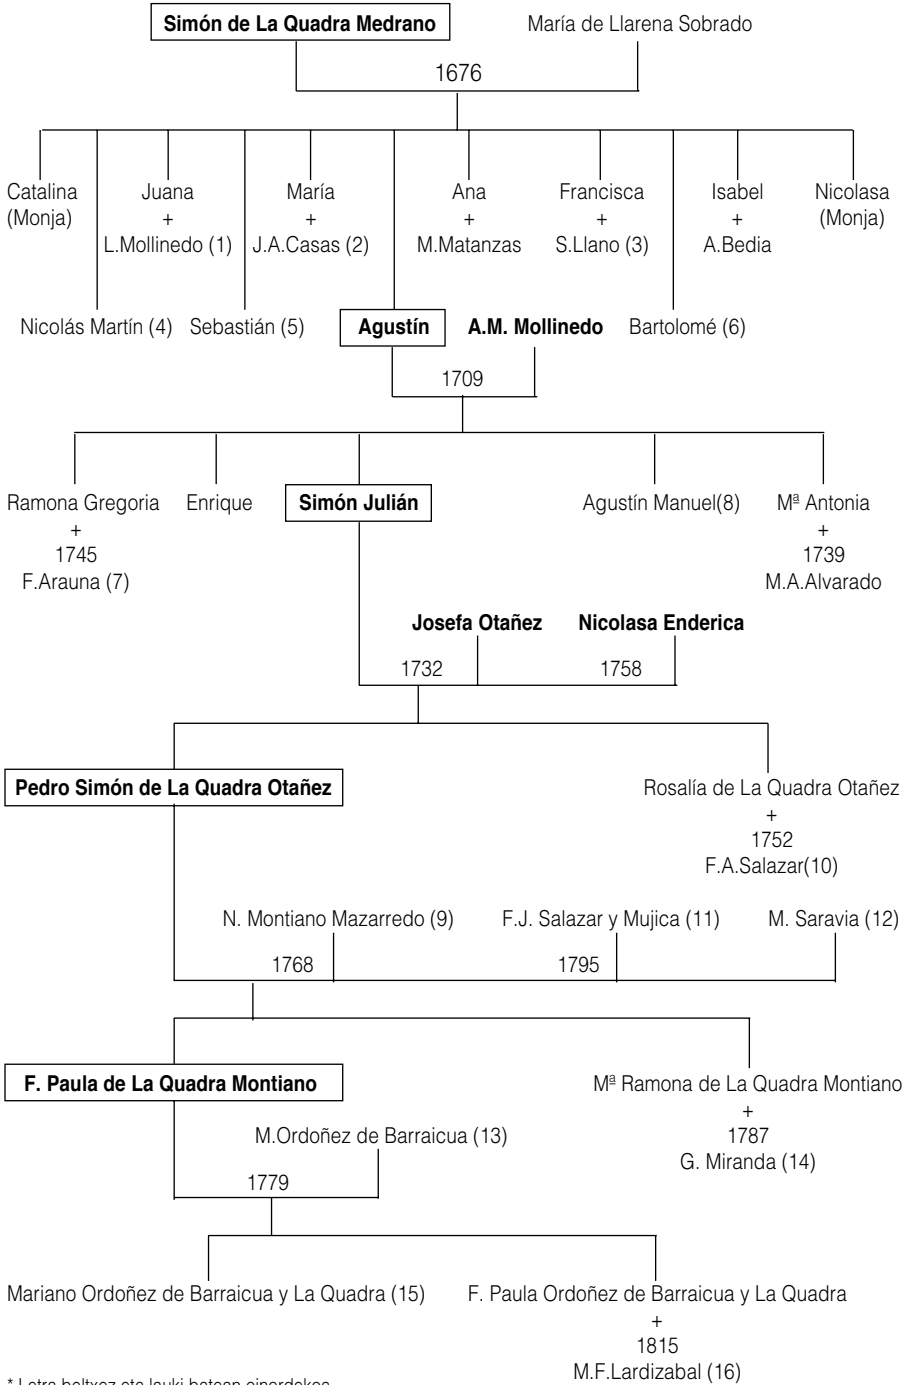 Simón de La Quadra Medrano María de Llarena Sobrado
1676
Catalina Juana María Ana Francisca Isabel Nicolasa
(Monja) + + + + + (Monja)
L.Mollinedo (1) J.A.Casas (2) M.Matanzas S.Llano (3) A.Bedia
Nicolás Martín (4) Sebastián (5) Agustín A.M. Mollinedo Bartolomé (6)
1709
Ramona Gregoria Enrique Simón Julián Agustín Manuel(8) Mª Antonia
+ +
1745 1739
F.Arauna (7) M.A.Alvarado
Josefa Otañez Nicolasa Enderica
1732 1758
Pedro Simón de La Quadra Otañez Rosalía de La Quadra Otañez
+
1752
F.A.Salazar(10)
N. Montiano Mazarredo (9) F.J. Salazar y Mujica (11) M. Saravia (12)
1768 1795
F. Paula de La Quadra Montiano Mª Ramona de La Quadra Montiano
+
M.Ordoñez de Barraicua (13) 1787
G. Miranda (14)
1779
Mariano Ordoñez de Barraicua y La Quadra (15) F. Paula Ordoñez de Barraicua y La Quadra
+
1815
M.F.Lardizabal (16)
* Letra beltxez eta lauki batean oinordekoa